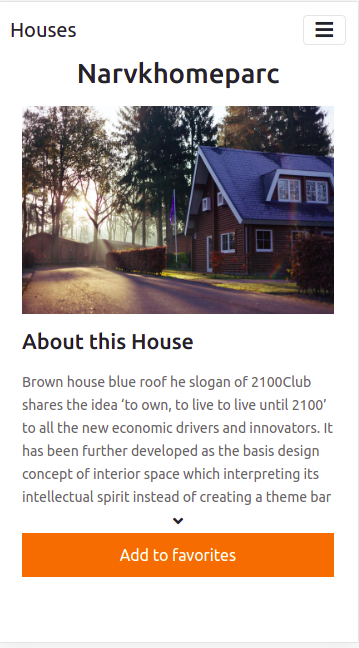 Houses
Narvkhomeparc
About this House
Brown house blue roof he slogan of 2100Club
shares the idea ‘to own, to live to live until 2100’
to all the new economic drivers and innovators. It
has been further developed as the basis design
concept of interior space which interpreting its
intellectual spirit instead of creating a theme bar
Add to favorites